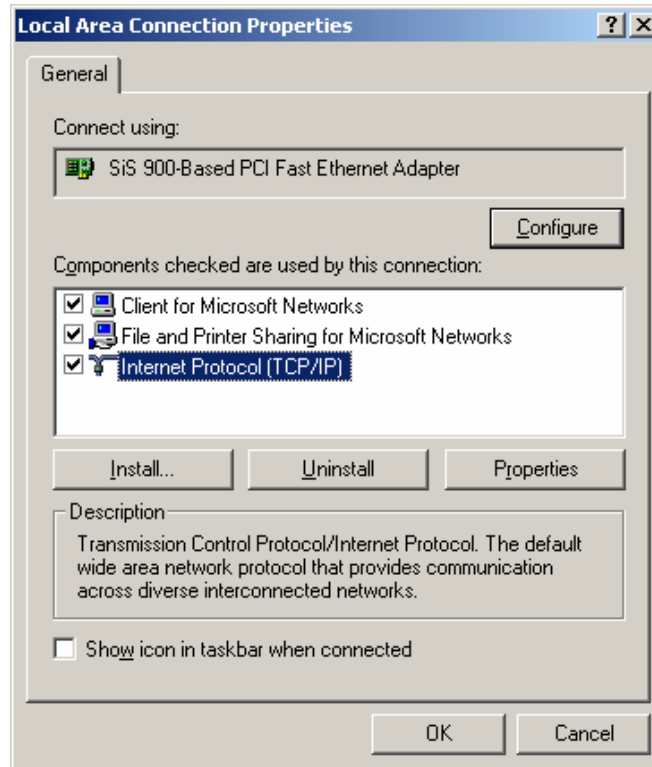 Local Area Connection Properties
General
Connect using:
SiS 900-Based PCI Fast Ethernet Adapter
Configure
Components checked are used by this connection:
Client for Microsoft Networks
File and Printer Sharing for Microsoft Networks
Internet Protocol (TCP/IP)
Install... Uninstall Properties
Description
Transmission Control Protocol/Internet Protocol. The default
wide area network protocol that provides communication
across diverse interconnected networks.
Show icon in taskbar when connected
OK Cancel